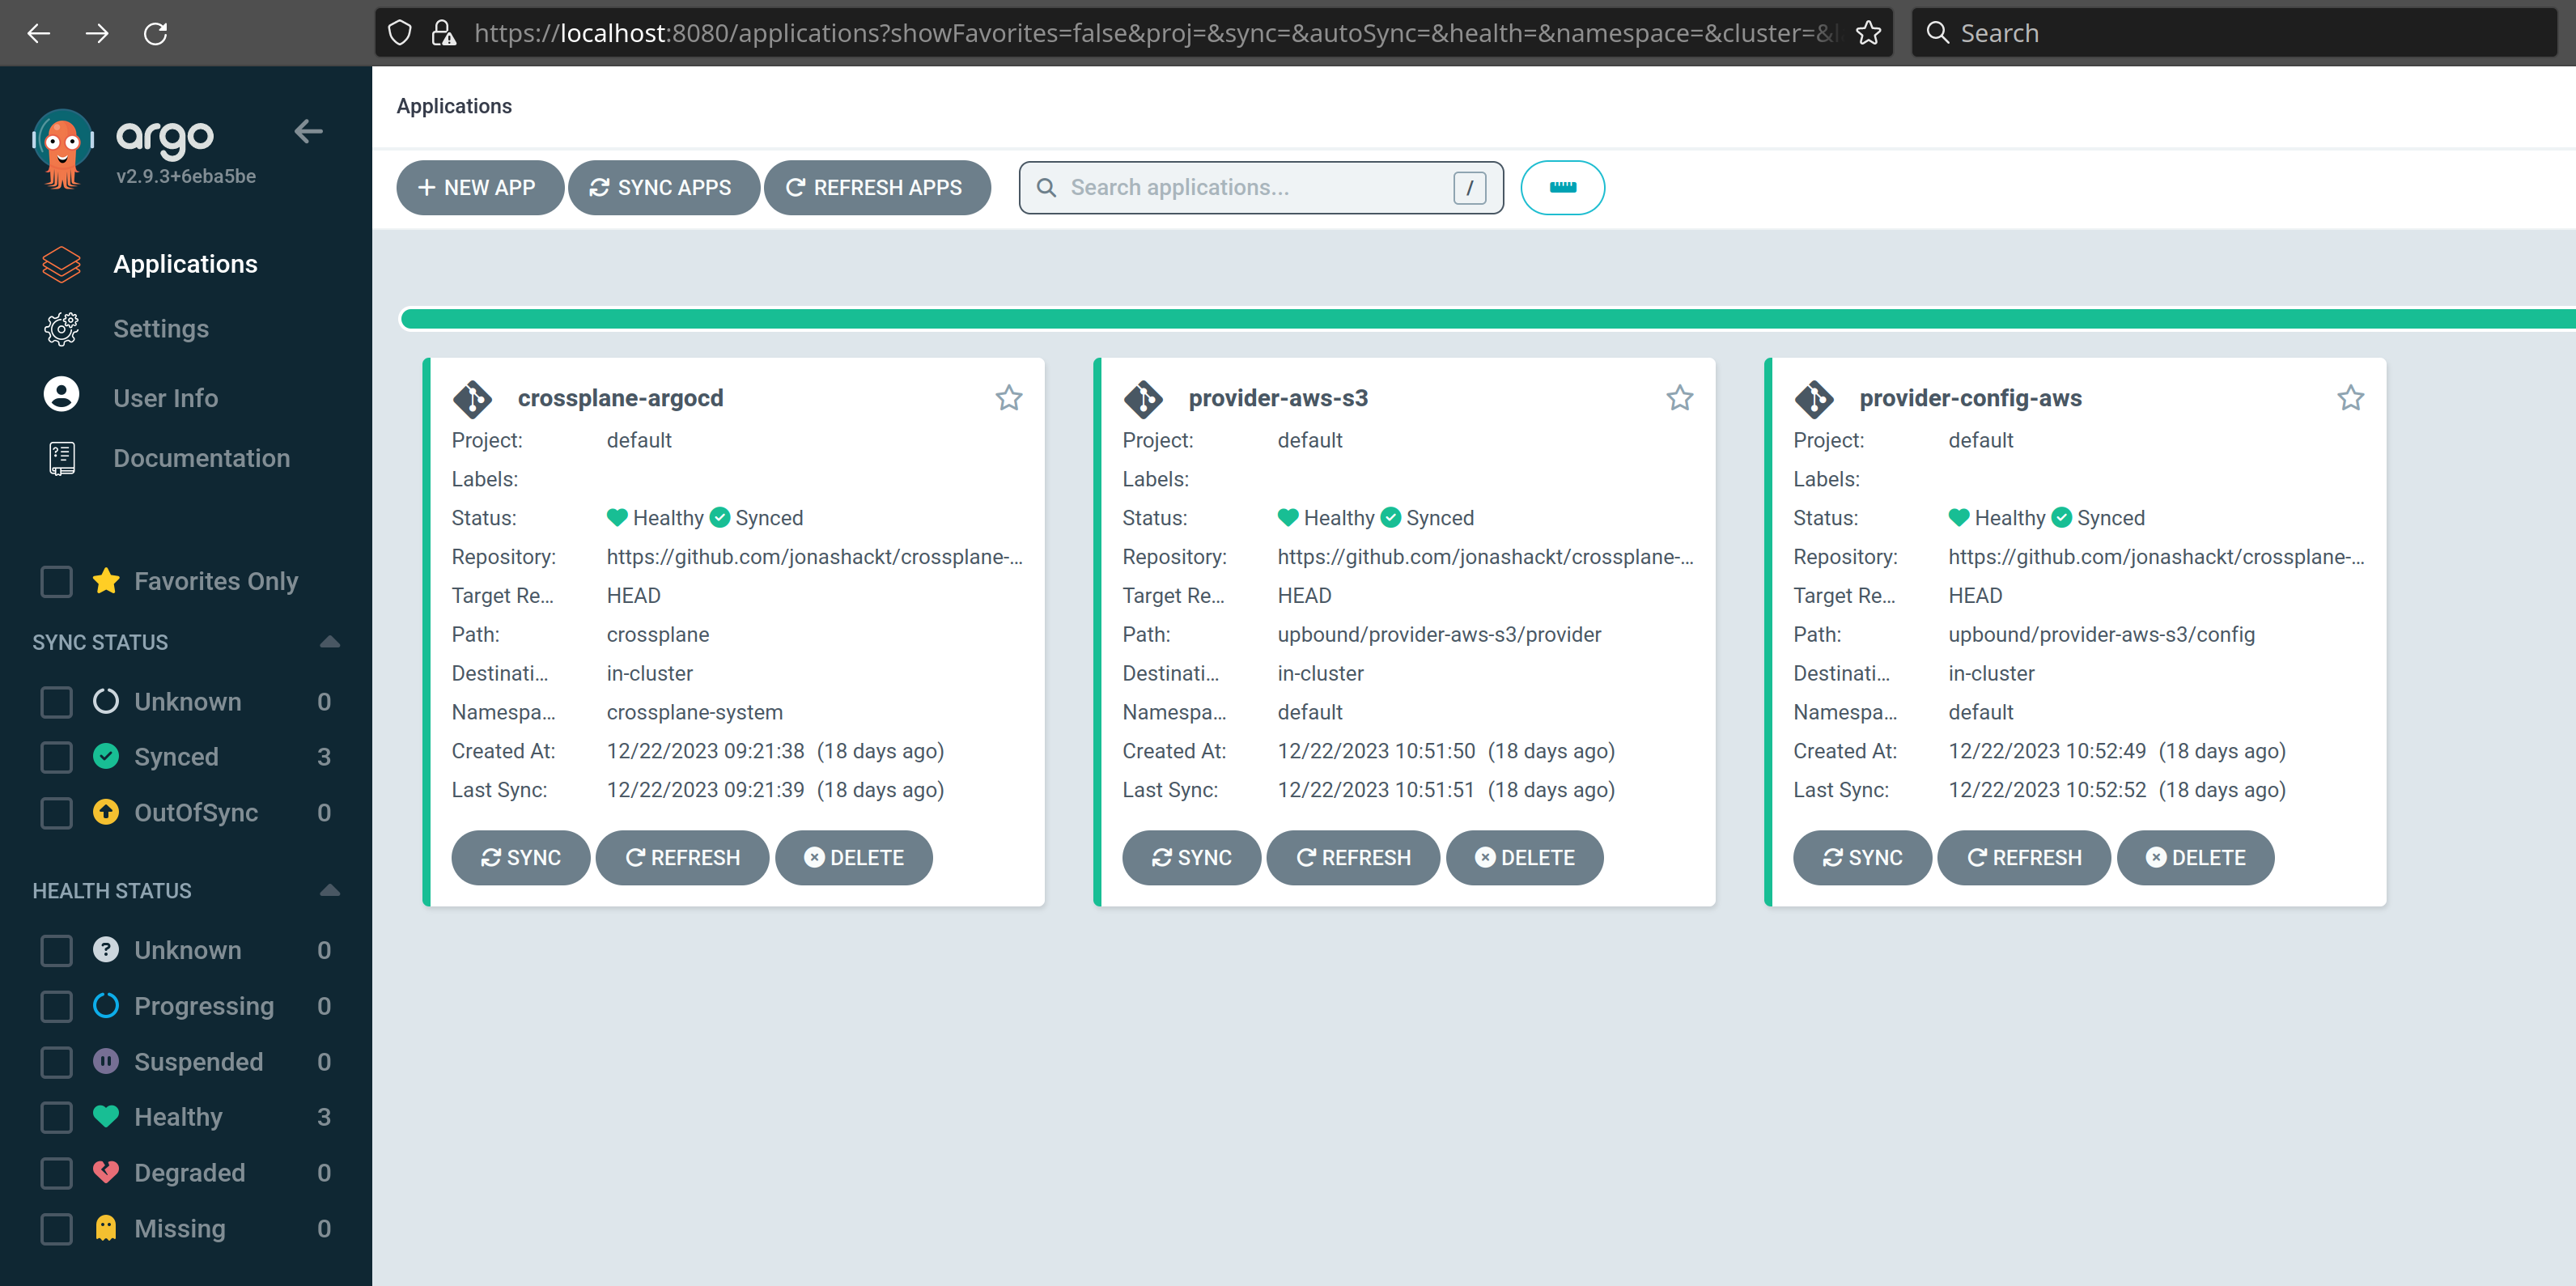 https://localhost:8080/applications?showFavorites=false&proj=&sync=&autoSync=&health=&namespace=&cluster=&l
Search
argo
v2.9.3+6eba5be
Applications
Settings
User Info
Documentation
Favorites Only
SYNC STATUS
Unknown 0
Synced 3
OutOfSync 0
HEALTH STATUS
Unknown 0
Progressing 0
Suspended 0
Healthy 3
Degraded 0
Missing 0
Applications
NEW APP SYNC APPS REFRESH APPS Search applications... /
crossplane-argocd
Project: default
Labels:
Status: Healthy Synced
Repository: https://github.com/jonashackt/crossplane-...
Target Re... HEAD
Path: crossplane
Destinati... in-cluster
Namespa... crossplane-system
Created At: 12/22/2023 09:21:38 (18 days ago)
Last Sync: 12/22/2023 09:21:39 (18 days ago)
SYNC REFRESH DELETE
provider-aws-s3
Project: default
Labels:
Status: Healthy Synced
Repository: https://github.com/jonashackt/crossplane-...
Target Re... HEAD
Path: upbound/provider-aws-s3/provider
Destinati... in-cluster
Namespa... default
Created At: 12/22/2023 10:51:50 (18 days ago)
Last Sync: 12/22/2023 10:51:51 (18 days ago)
SYNC REFRESH DELETE
provider-config-aws
Project: default
Labels:
Status: Healthy Synced
Repository: https://github.com/jonashackt/crossplane-...
Target Re... HEAD
Path: upbound/provider-aws-s3/config
Destinati... in-cluster
Namespa... default
Created At: 12/22/2023 10:52:49 (18 days ago)
Last Sync: 12/22/2023 10:52:52 (18 days ago)
SYNC REFRESH DELETE